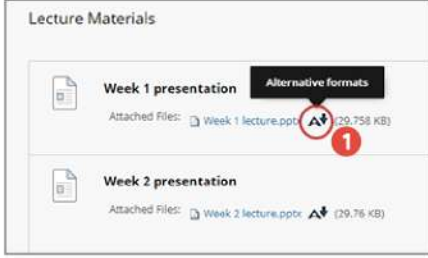 Lecture Materials
Alternative formats
Week 1 presentation
Attached Files: Week 1 lecture.pptx (29.758 KB)
1
Week 2 presentation
Attached Files: Week 2 lecture.pptx (29.76 KB)